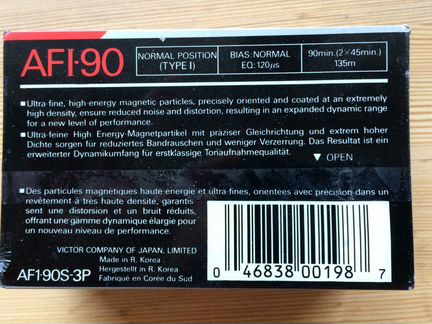 AFI-90
NORMAL POSITION
(TYPE I)
BIAS:NORMAL
EQ:120µs
90min.(2×45min.)
135m
■Ultra-fine, high energy magnetic particles, precisely oriented and coated at an extremely
high density, ensure reduced noise and distortion, resulting in an expanded dynamic range
for a new level of performance.
■Ultra-feine High Energy-Magnetpartikel mit präziser Gleichrichtung und extrem hoher
Dichte sorgen für reduziertes Bandrauschen und weniger Verzerrung. Das Resultat ist ein
erweiterter Dynamikumfang für erstklassige Tonaufnahmequalität.
▼ OPEN
■Des particules magnetiques haute énergie et ultra-fines, orientees avec précision dans un
revêtement à très haute densite, garantis
sent une distorsion et un bruit réduits,
offrant une gamme dynamique élargie pour
un nouveau niveau de performance.
VICTOR COMPANY OF JAPAN, LIMITED
Made in R. Korea
Hergestellt in R. Korea
Fabriqué en Corée du Sud
AFI-90S-3P
0 46838 00198 7